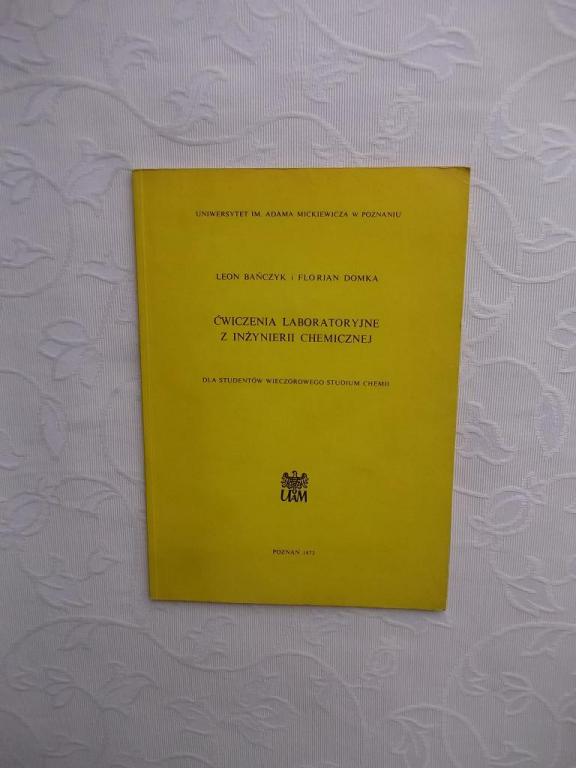 UNIWERSYTET IM. ADAMA MICKIEWICZA W POZNANIU
LEON BAŃCZYK i FLORIAN DOMKA
ĆWICZENIA LABORATORYJNE
Z INŻYNIERII CHEMICZNEJ
DLA STUDENTÓW WIECZOROWEGO STUDIUM CHEMII
UAM
POZNAŃ